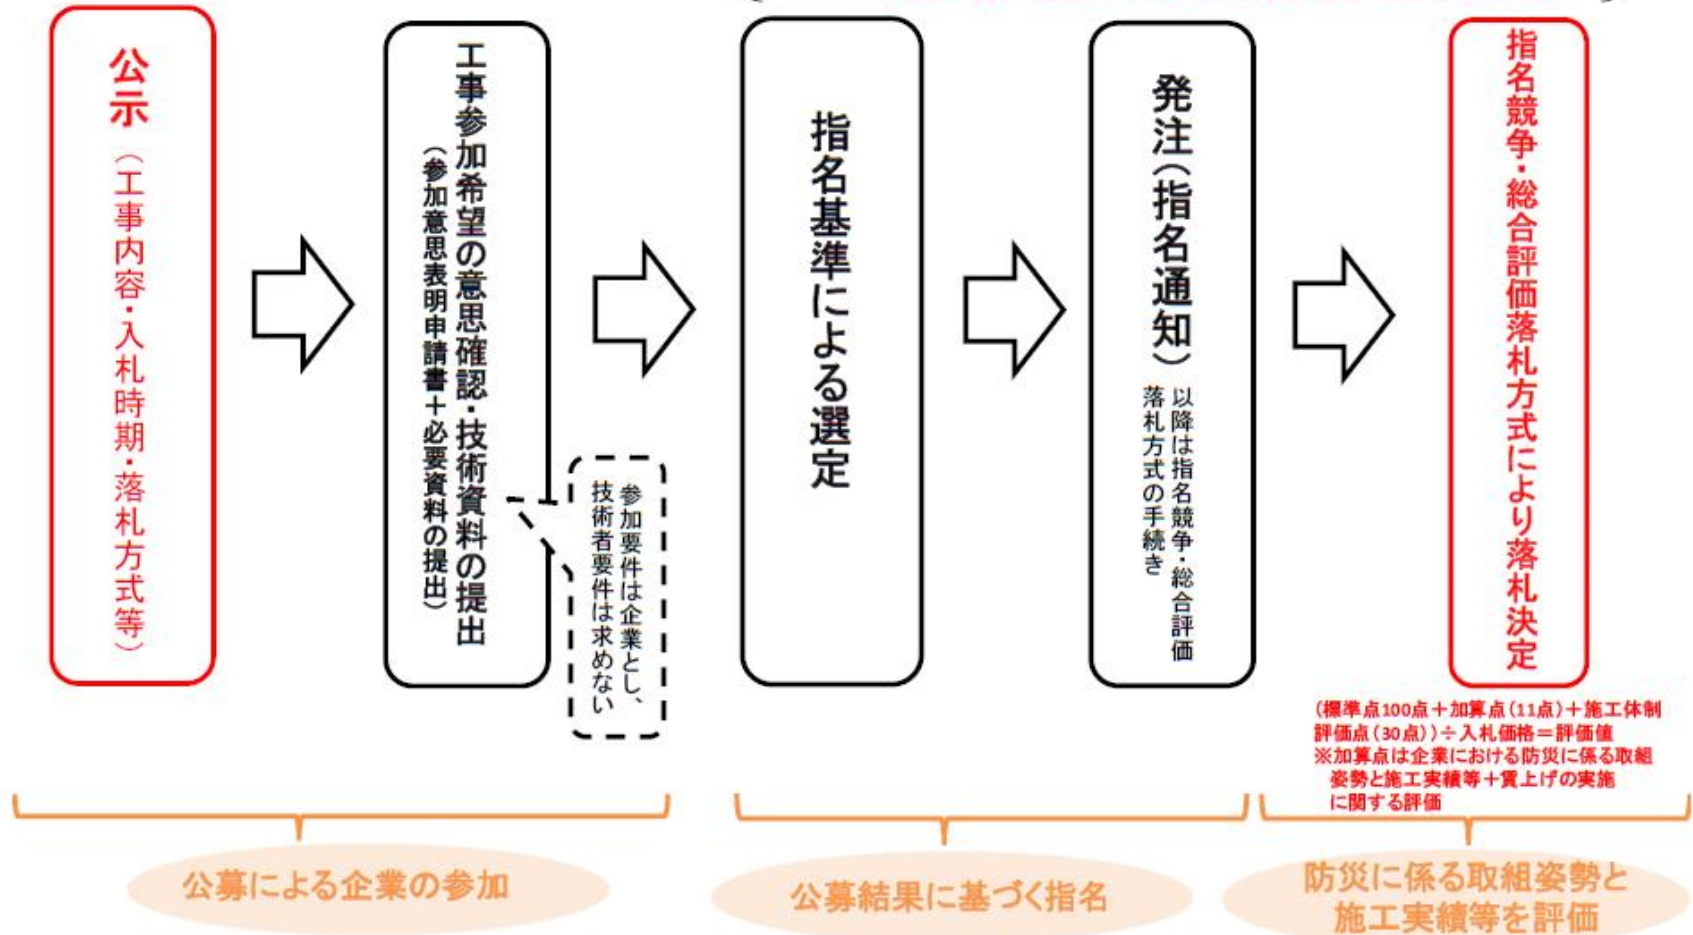 公示（工事内容・入札時期・落札方式等）
工事参加希望の意思確認・技術資料の提出
（参加意思表明申請書＋必要資料の提出）
参加要件は企業とし、
技術者要件は求めない
指名基準による選定
発注（指名通知）
以降は指名競争・総合評価
落札方式の手続き
指名競争・総合評価落札方式により落札決定
（標準点100点＋加算点（11点）＋施工体制
評価点（30点））÷入札価格＝評価値
※加算点は企業における防災に係る取組
姿勢と施工実績等＋賃上げの実施
に関する評価
公募による企業の参加
公募結果に基づく指名
防災に係る取組姿勢と
施工実績等を評価